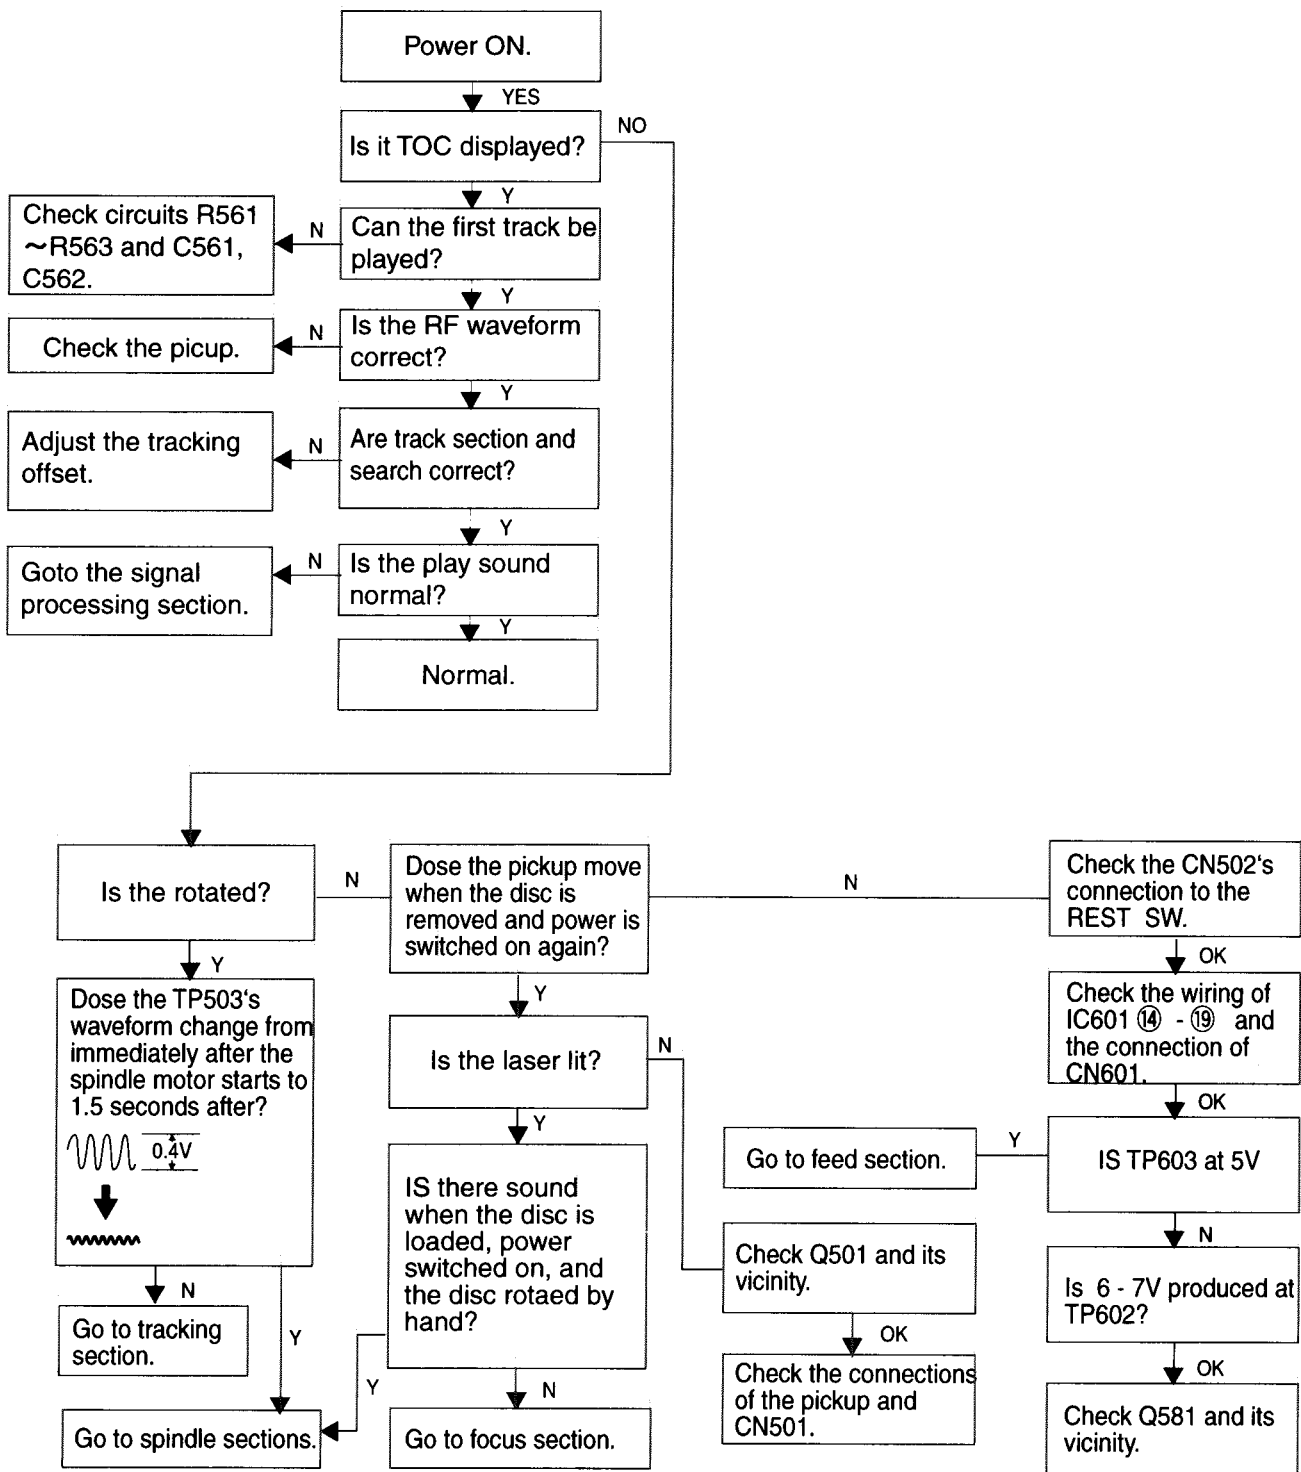 Power ON.
YES
Is it TOC displayed?
NO
Y
Check circuits R561
~R563 and C561,
C562.
N
Can the first track be
played?
Y
Check the picup.
N
Is the RF waveform
correct?
Y
Adjust the tracking
offset.
N
Are track section and
search correct?
Y
Goto the signal
processing section.
N
Is the play sound
normal?
Y
Normal.
Is the rotated?
N
Dose the pickup move
when the disc is
removed and power is
switched on again?
N
Check the CN502's
connection to the
REST SW.
Y
Dose the TP503's
waveform change from
immediately after the
spindle motor starts to
1.5 seconds after?
0.4V
N
Go to tracking
section.
Y
Go to spindle sections.
Y
Is the laser lit?
N
Y
IS there sound
when the disc is
loaded, power
switched on, and
the disc rotaed by
hand?
Y
N
Go to focus section.
Check Q501 and its
vicinity.
OK
Check the connections
of the pickup and
CN501.
OK
Check the wiring of
IC601 ⑭ - ⑲ and
the connection of
CN601.
OK
Go to feed section.
Y
IS TP603 at 5V
N
Is 6 - 7V produced at
TP602?
OK
Check Q581 and its
vicinity.